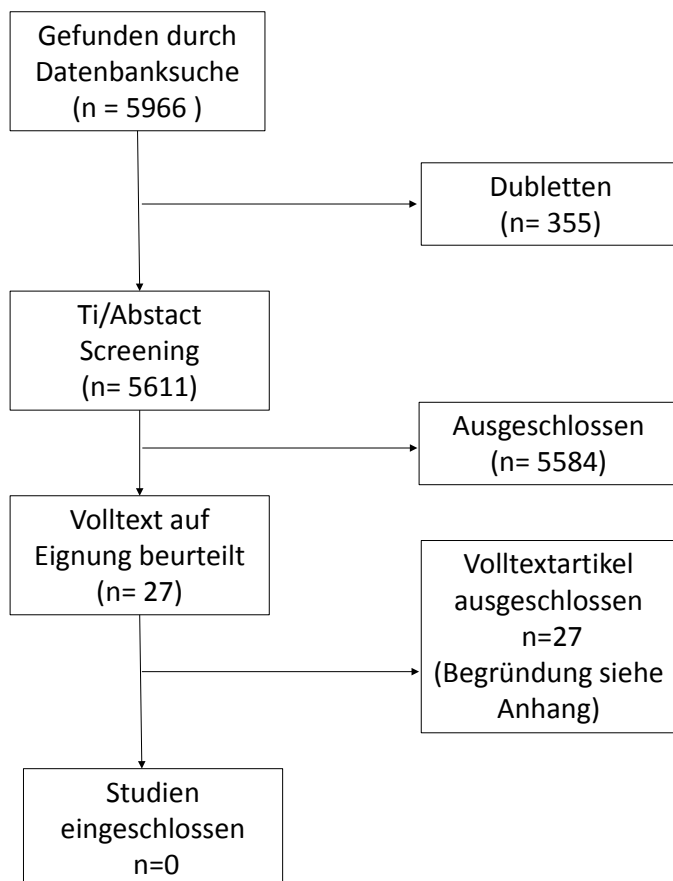 Gefunden durch
Datenbanksuche
(n = 5966 )
Dubletten
(n= 355)
Ti/Abstact
Screening
(n= 5611)
Ausgeschlossen
(n= 5584)
Volltext auf
Eignung beurteilt
(n= 27)
Volltextartikel
ausgeschlossen
n=27
(Begründung siehe
Anhang)
Studien
eingeschlossen
n=0